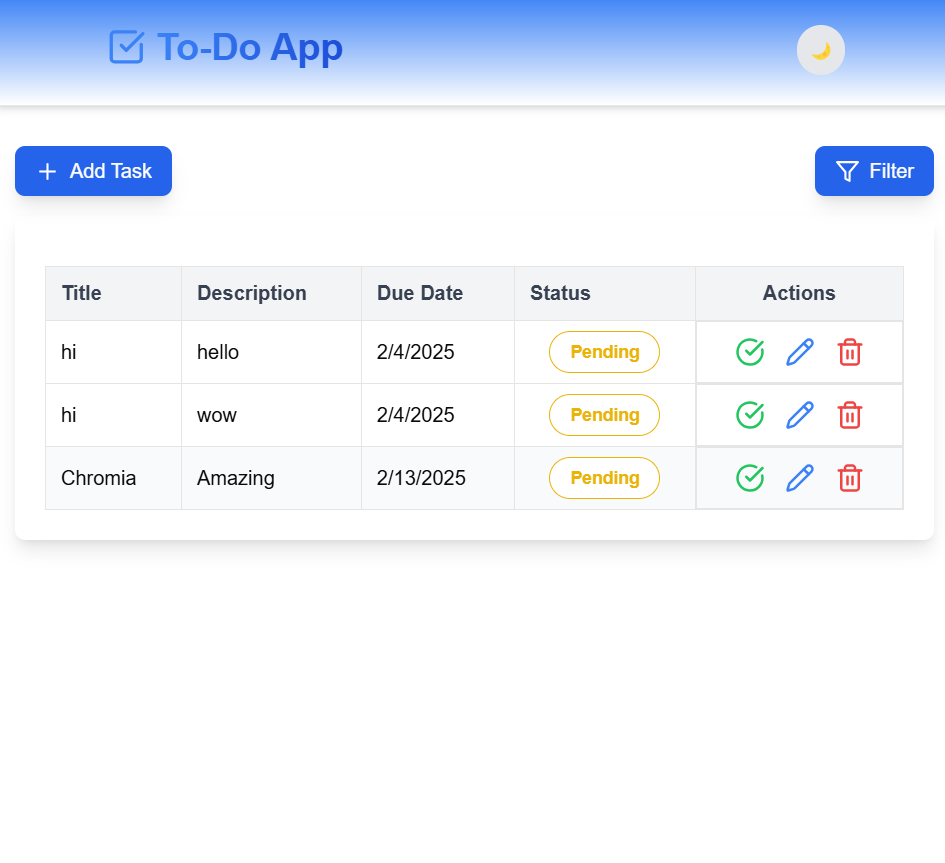 To-Do App
Add Task
Filter
Title Description Due Date Status Actions
hi hello 2/4/2025 Pending
hi wow 2/4/2025 Pending
Chromia Amazing 2/13/2025 Pending